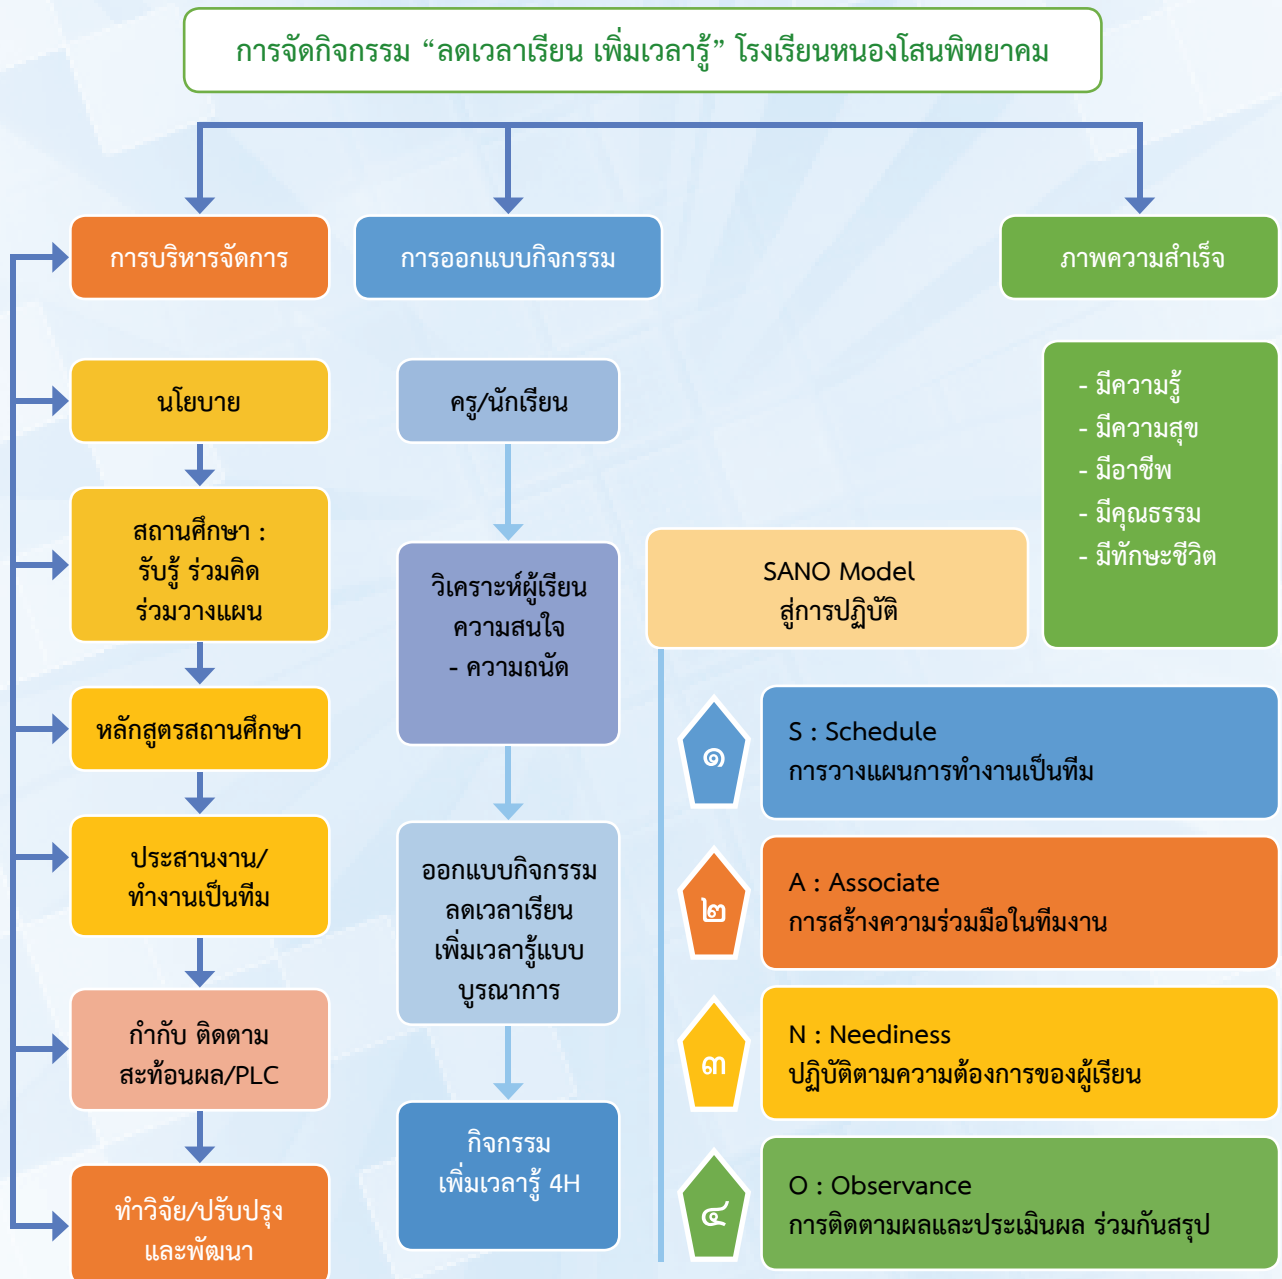 การจัดกิจกรรม “ลดเวลาเรียน เพิ่มเวลารู้” โรงเรียนหนองโสนพิทยาคม
การบริหารจัดการ
นโยบาย
สถานศึกษา :
รับรู้ ร่วมคิด
ร่วมวางแผน
หลักสูตรสถานศึกษา
ประสานงาน/
ทำงานเป็นทีม
กำกับ ติดตาม
สะท้อนผล/PLC
ทำวิจัย/ปรับปรุง
และพัฒนา
การออกแบบกิจกรรม
ครู/นักเรียน
วิเคราะห์ผู้เรียน
ความสนใจ
- ความถนัด
ออกแบบกิจกรรม
ลดเวลาเรียน
เพิ่มเวลารู้แบบ
บูรณาการ
กิจกรรม
เพิ่มเวลารู้ 4H
ภาพความสำเร็จ
- มีความรู้
- มีความสุข
- มีอาชีพ
- มีคุณธรรม
- มีทักษะชีวิต
SANO Model
สู่การปฏิบัติ
๑
S : Schedule
การวางแผนการทำงานเป็นทีม
๒
A : Associate
การสร้างความร่วมมือในทีมงาน
๓
N : Neediness
ปฏิบัติตามความต้องการของผู้เรียน
๔
O : Observance
การติดตามผลและประเมินผล ร่วมกันสรุป